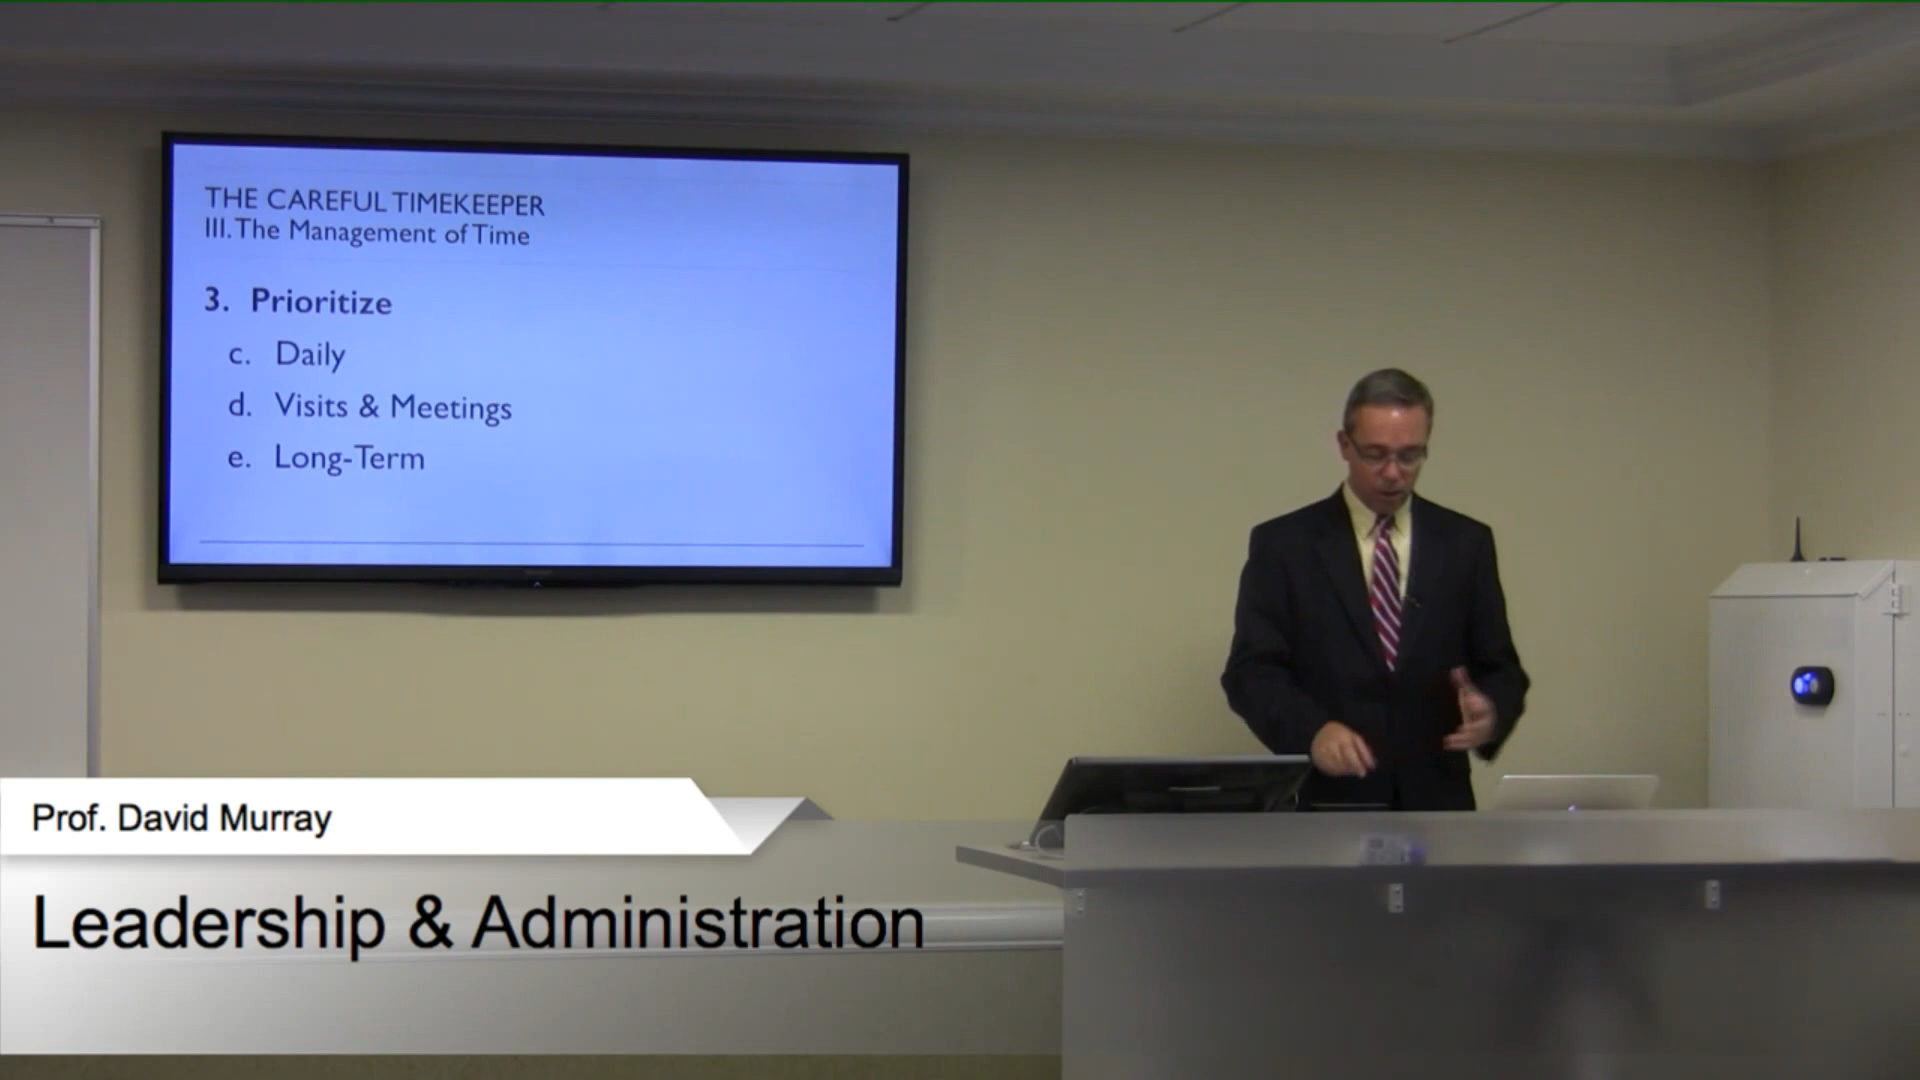 THE CAREFUL TIMEKEEPER
III. The Management of Time
3. Prioritize
c. Daily
d. Visits & Meetings
e. Long-Term
Prof. David Murray
Leadership & Administration